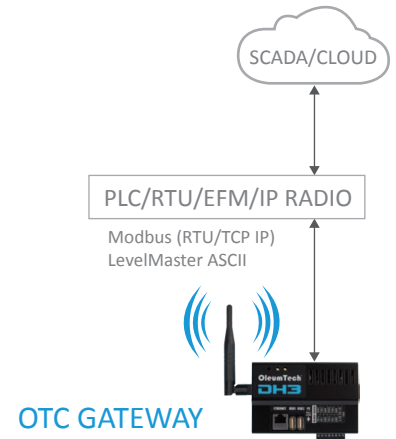 SCADA/CLOUD
PLC/RTU/EFM/IP RADIO
Modbus (RTU/TCP IP)
LevelMaster ASCII
OleumTech
DH3
OTC GATEWAY